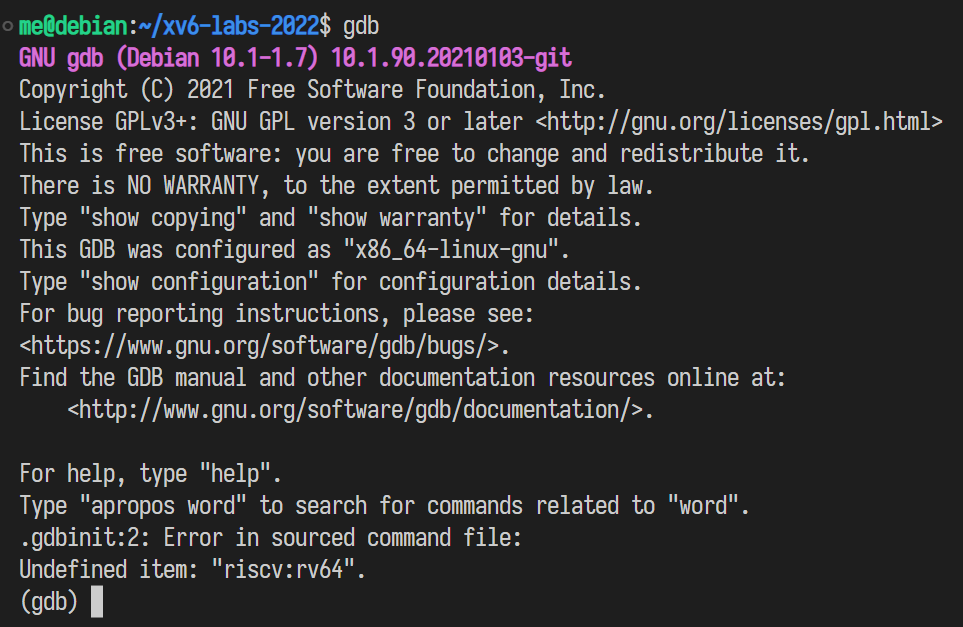 me@debian:~/xv6-labs-2022$ gdb
GNU gdb (Debian 10.1-1.7) 10.1.90.20210103-git
Copyright (C) 2021 Free Software Foundation, Inc.
License GPLv3+: GNU GPL version 3 or later <http://gnu.org/licenses/gpl.html>
This is free software: you are free to change and redistribute it.
There is NO WARRANTY, to the extent permitted by law.
Type "show copying" and "show warranty" for details.
This GDB was configured as "x86_64-linux-gnu".
Type "show configuration" for configuration details.
For bug reporting instructions, please see:
<https://www.gnu.org/software/gdb/bugs/>.
Find the GDB manual and other documentation resources online at:
    <http://www.gnu.org/software/gdb/documentation/>.

For help, type "help".
Type "apropos word" to search for commands related to "word".
.gdbinit:2: Error in sourced command file:
Undefined item: "riscv:rv64".
(gdb)